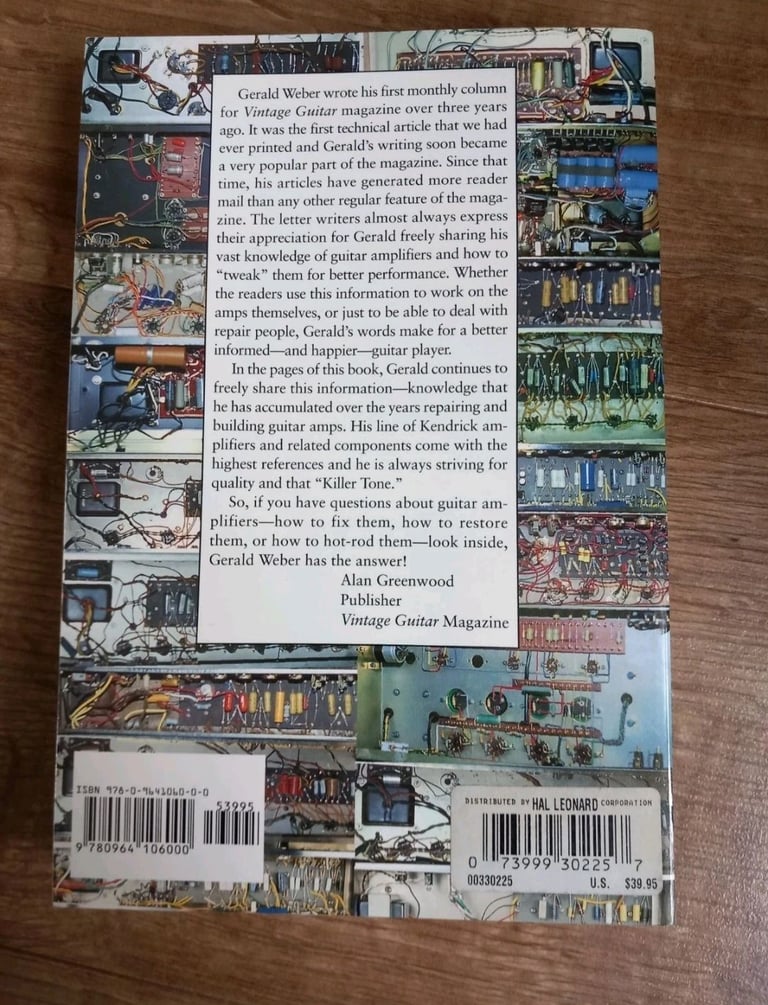 Gerald Weber wrote his first monthly column
for Vintage Guitar magazine over three years
ago. It was the first technical article that we had
ever printed and Gerald's writing soon became
a very popular part of the magazine. Since that
time, his articles have generated more reader
mail than any other regular feature of the maga-
zine. The letter writers almost always express
their appreciation for Gerald freely sharing his
vast knowledge of guitar amplifiers and how to
“tweak” them for better performance. Whether
the readers use this information to work on the
amps themselves, or just to be able to deal with
repair people, Gerald's words make for a better
informed—and happier—guitar player.
In the pages of this book, Gerald continues to
freely share this information—knowledge that
he has accumulated over the years repairing and
building guitar amps. His line of Kendrick am-
plifiers and related components come with the
highest references and he is always striving for
quality and that “Killer Tone.”
So, if you have questions about guitar am-
plifiers—how to fix them, how to restore
them, or how to hot-rod them—look inside,
Gerald Weber has the answer!
Alan Greenwood
Publisher
Vintage Guitar Magazine
ISBN 978-0-9641060-0-0
53995
9 780964 106000
DISTRIBUTED BY HAL LEONARD CORPORATION
0 73999 30225 7
00330225 U.S. $39.95